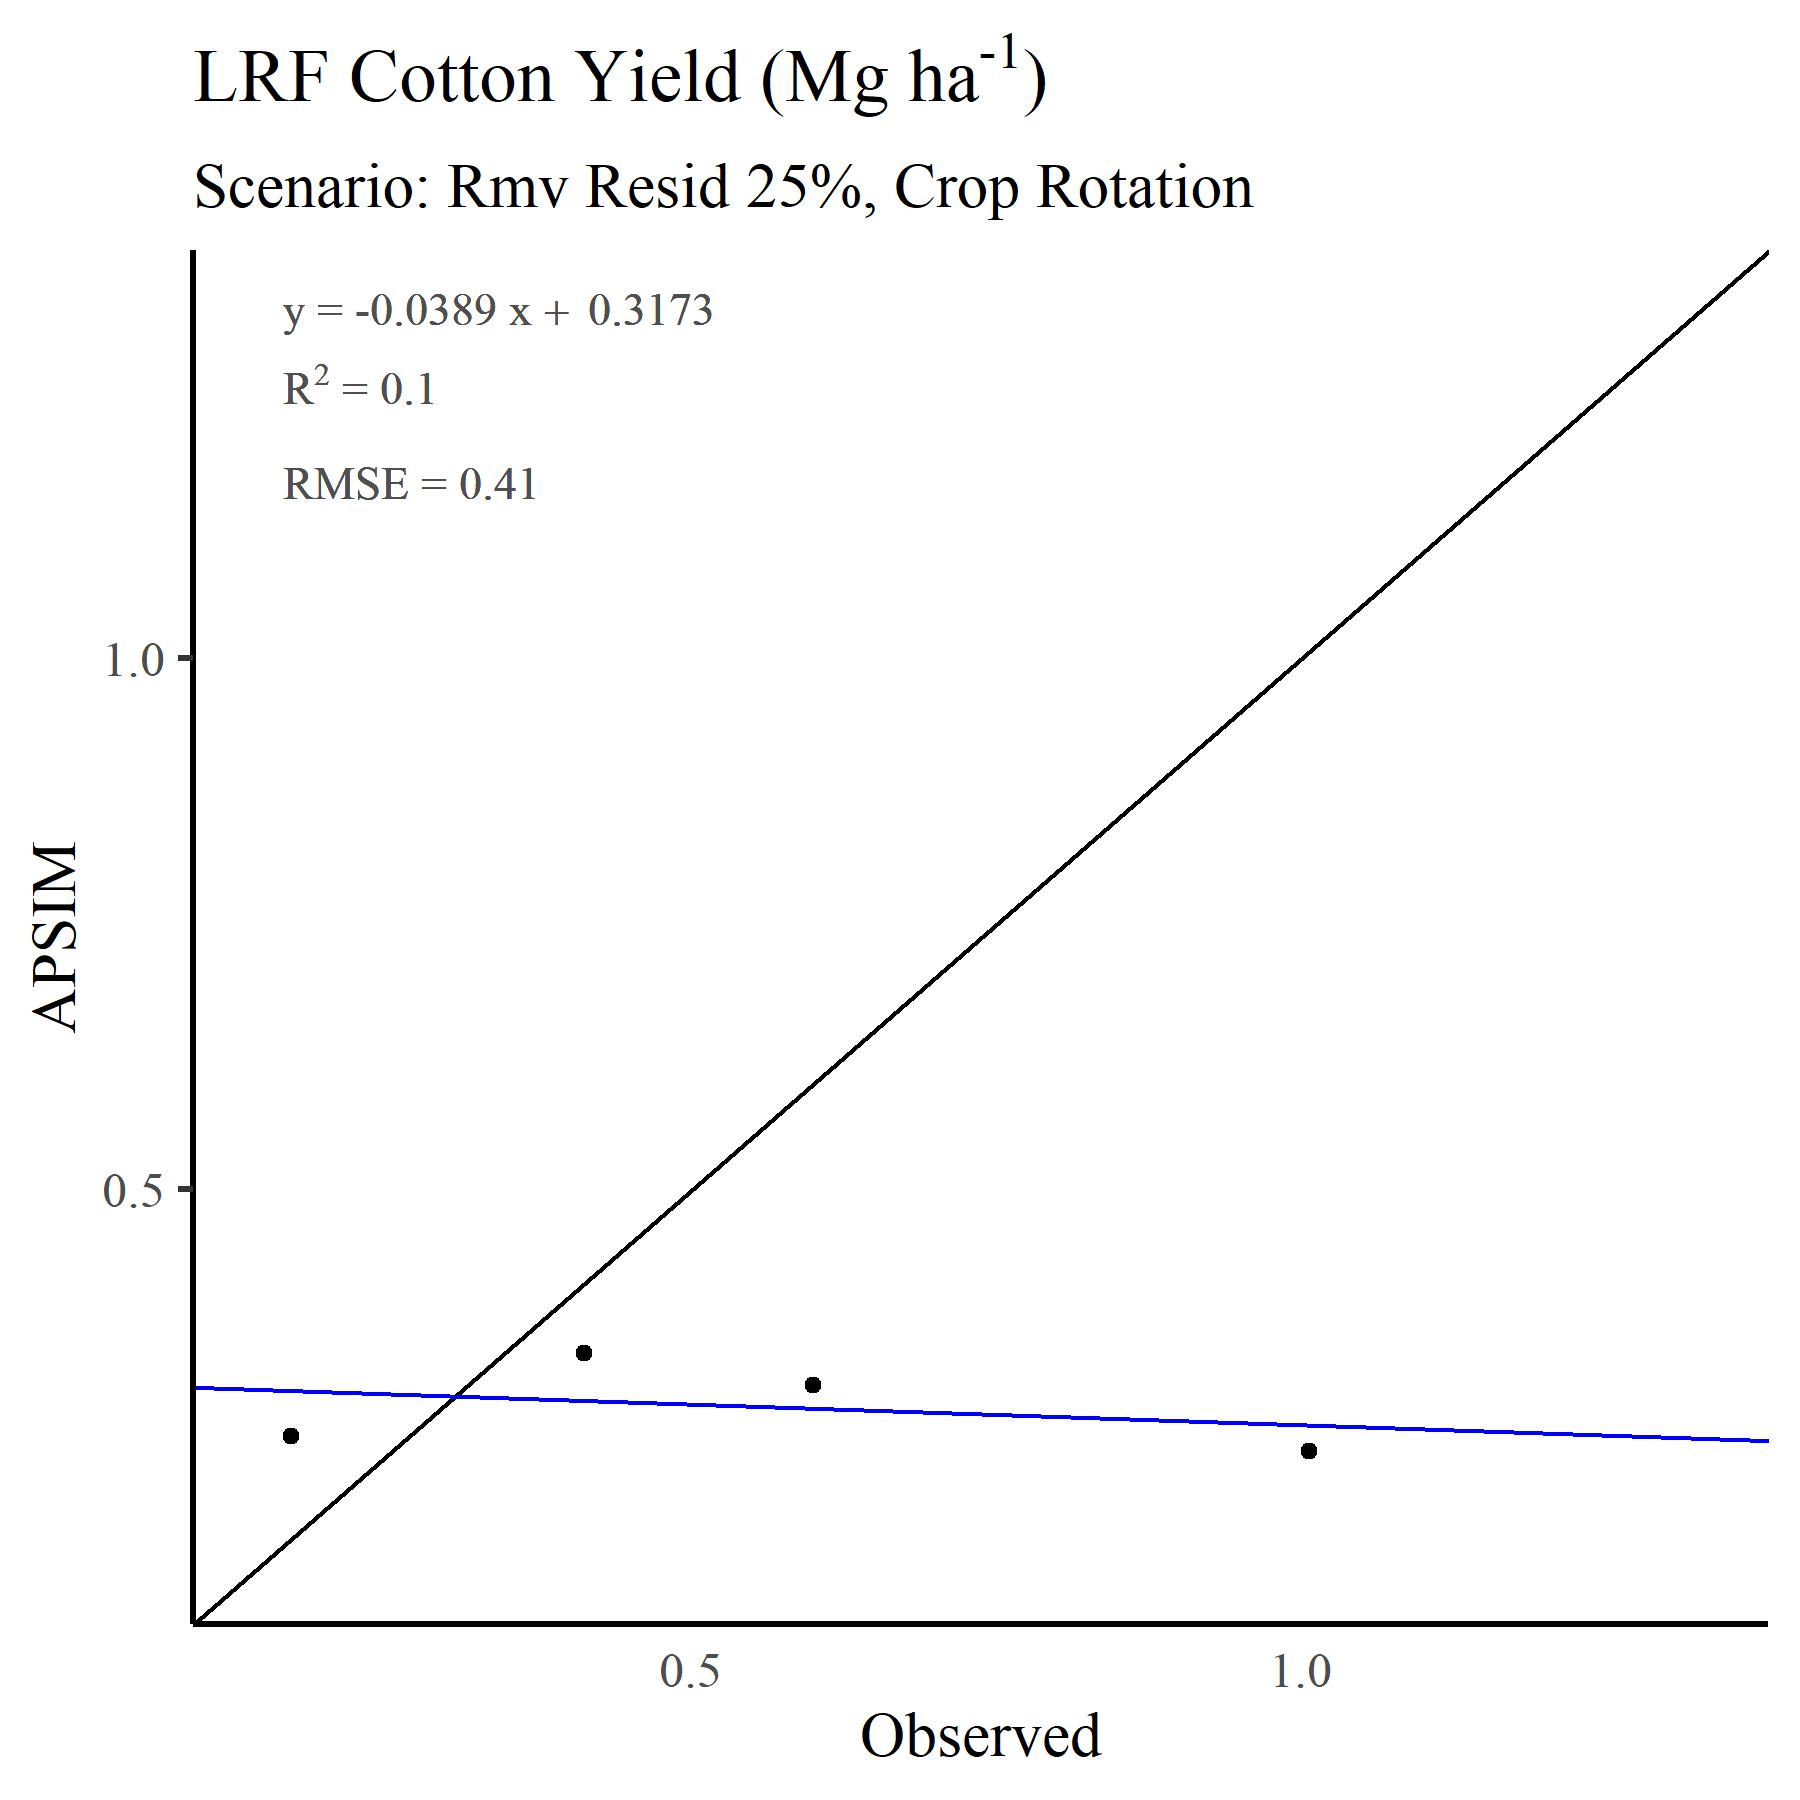 LRF Cotton Yield (Mg ha⁻¹)
Scenario: Rmv Resid 25%, Crop Rotation
y = -0.0389 x + 0.3173
R² = 0.1
RMSE = 0.41
1.0
0.5
APSIM
0.5 1.0
Observed